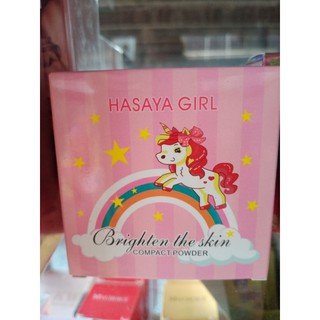 HASAYA GIRL
Brighten the skin
COMPACT POWDER